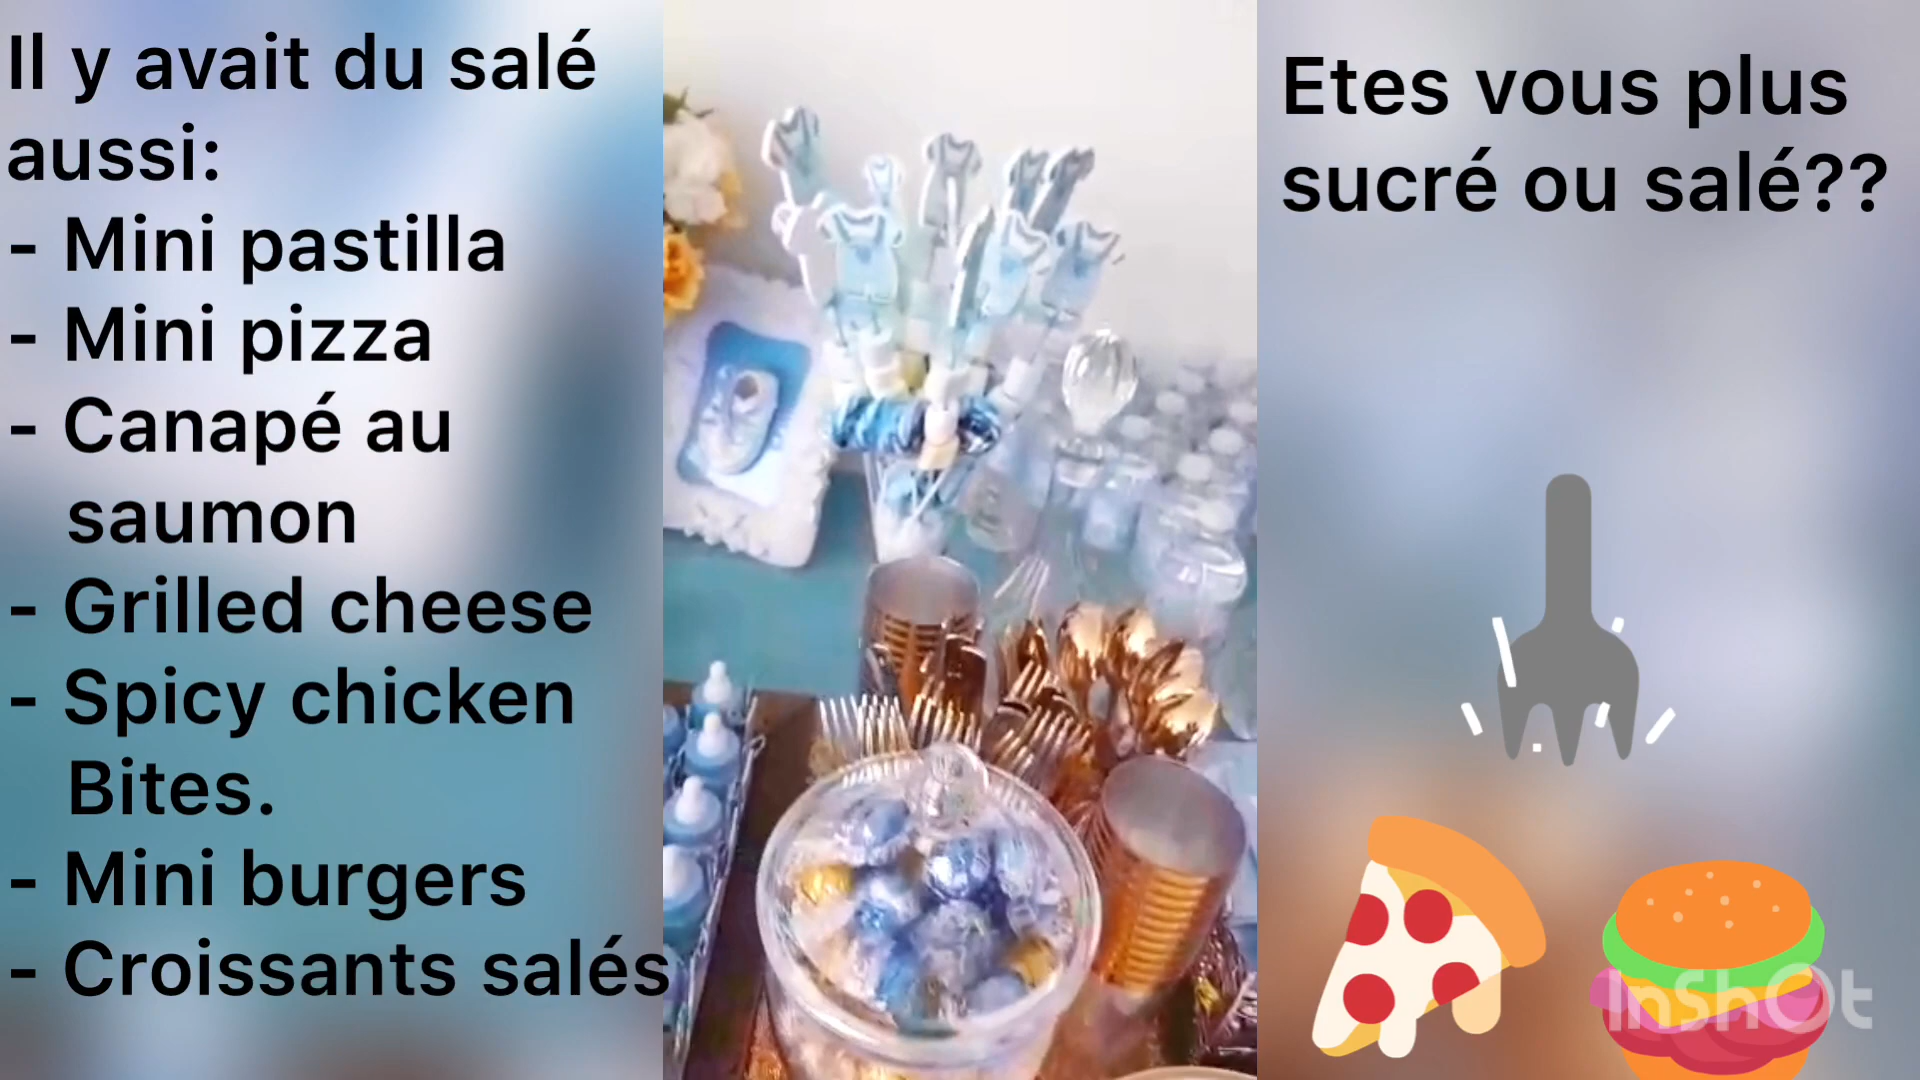 Il y avait du salé
aussi:
- Mini pastilla
- Mini pizza
- Canapé au
saumon
- Grilled cheese
- Spicy chicken
Bites.
- Mini burgers
- Croissants salés
Etes vous plus
sucré ou salé??
InShOt